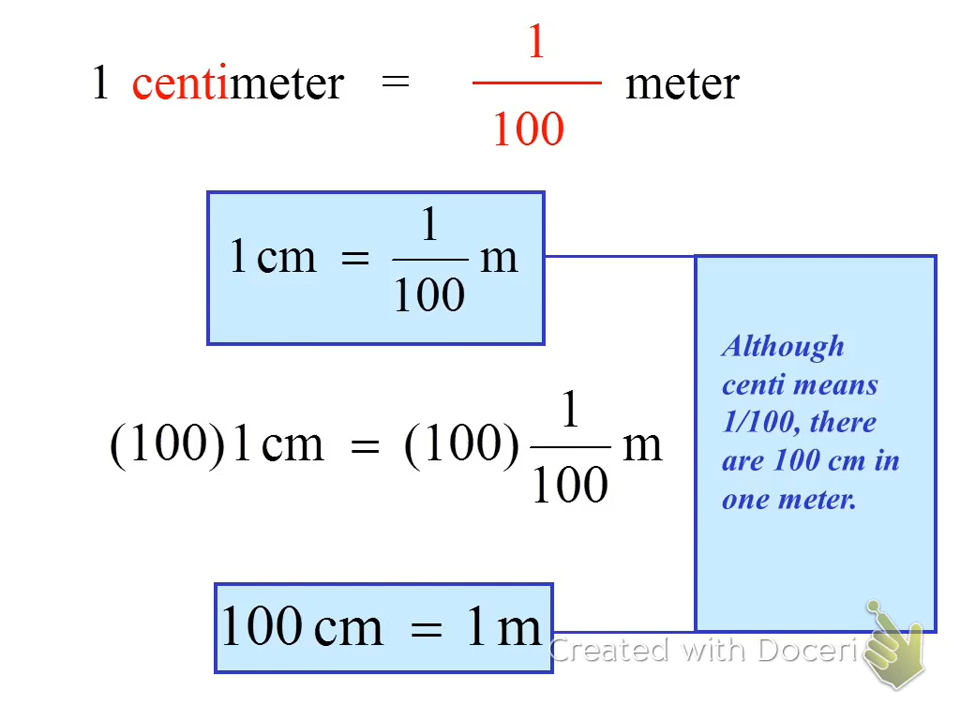 1 centimeter = 1/100 meter
1 cm = 1/100 m
Although
centi means
1/100, there
are 100 cm in
one meter.
(100) 1 cm = (100) 1/100 m
100 cm = 1 m
Created with Doceri